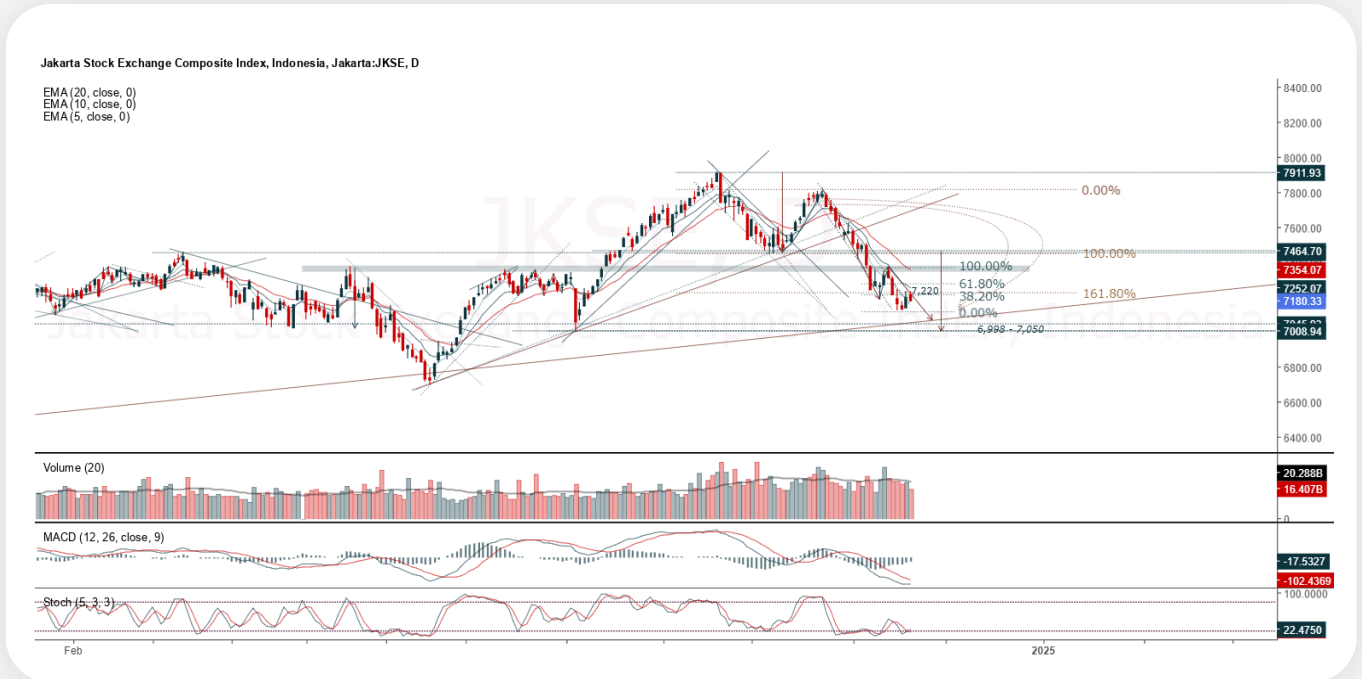 Jakarta Stock Exchange Composite Index, Indonesia, Jakarta:JKSE, D
EMA (20, close, 0)
EMA (10, close, 0)
EMA (5, close, 0)
8400.00
8200.00
8000.00
7911.93
7800.00
0.00%
7600.00
7464.70
100.00%
7354.07
100.00%
61.80%
7252.07
7,220
38.20%
161.80%
7180.33
0.00%
6,998 - 7,050
7008.94
6800.00
6600.00
6400.00
Volume (20)
20.288B
16.407B
0
MACD (12, 26, close, 9)
-17.5327
-102.4369
Stoch (5, 3, 3)
100.0000
22.4750
Feb
2025